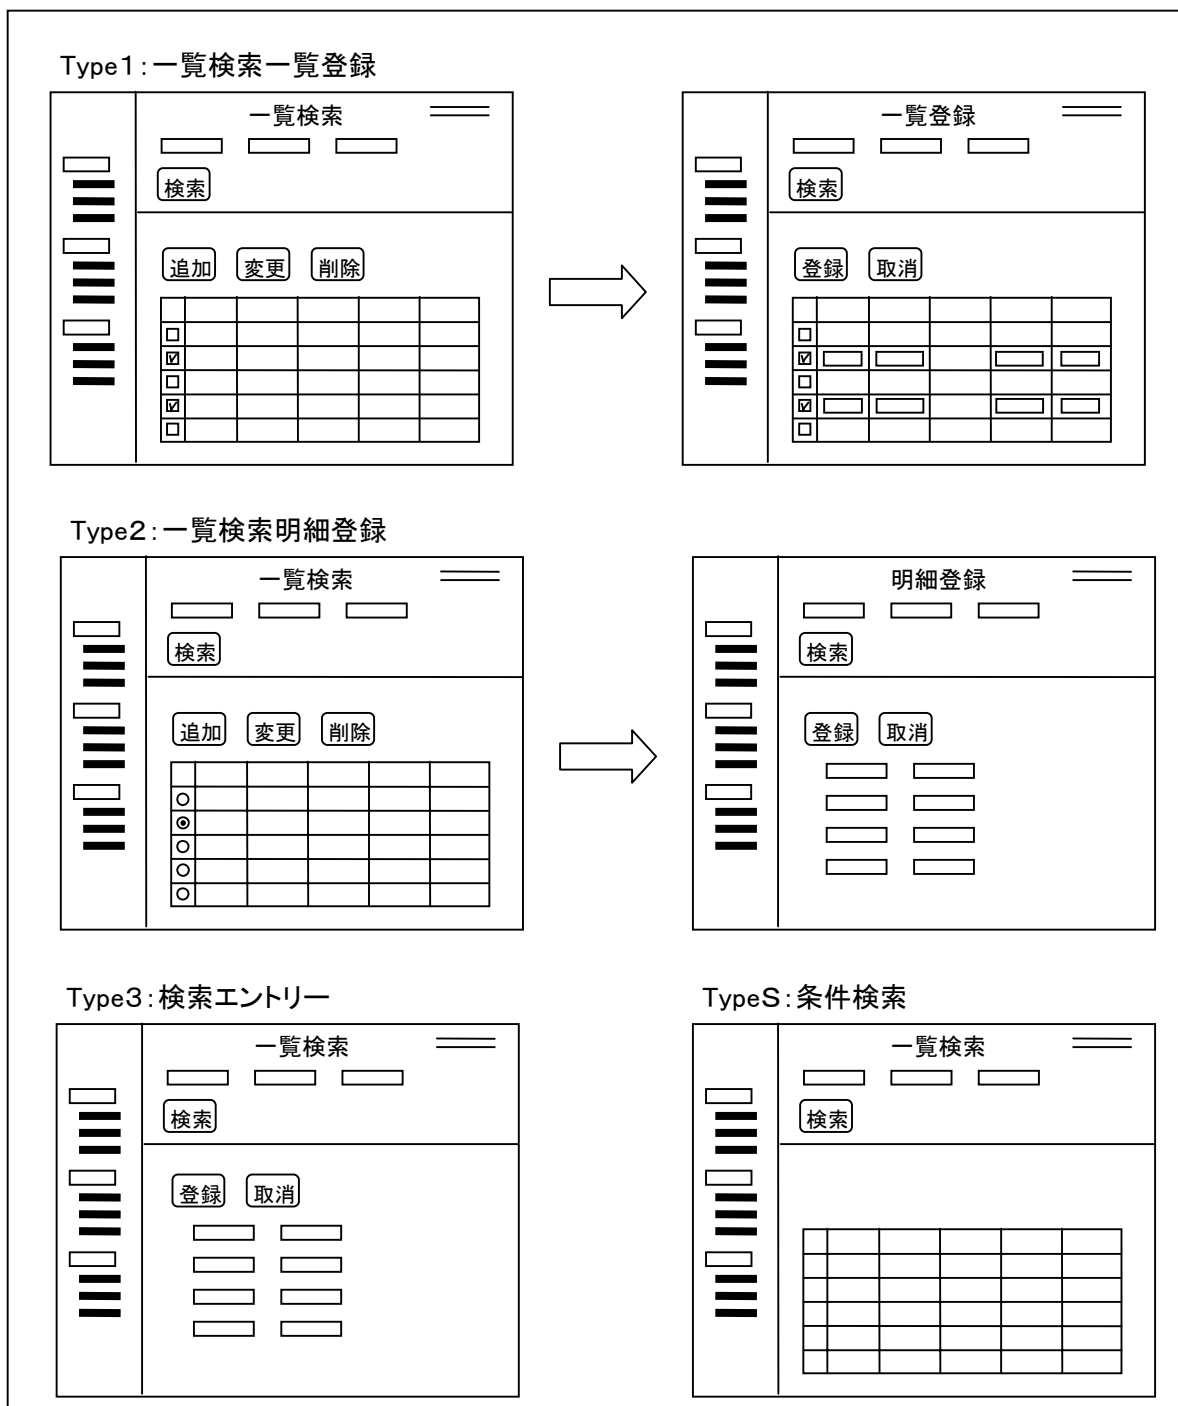 Type1：一覧検索一覧登録
一覧検索
検索
追加 変更 削除
一覧登録
検索
登録 取消
Type2：一覧検索明細登録
一覧検索
検索
追加 変更 削除
明細登録
検索
登録 取消
Type3：検索エントリー
一覧検索
検索
登録 取消
TypeS：条件検索
一覧検索
検索